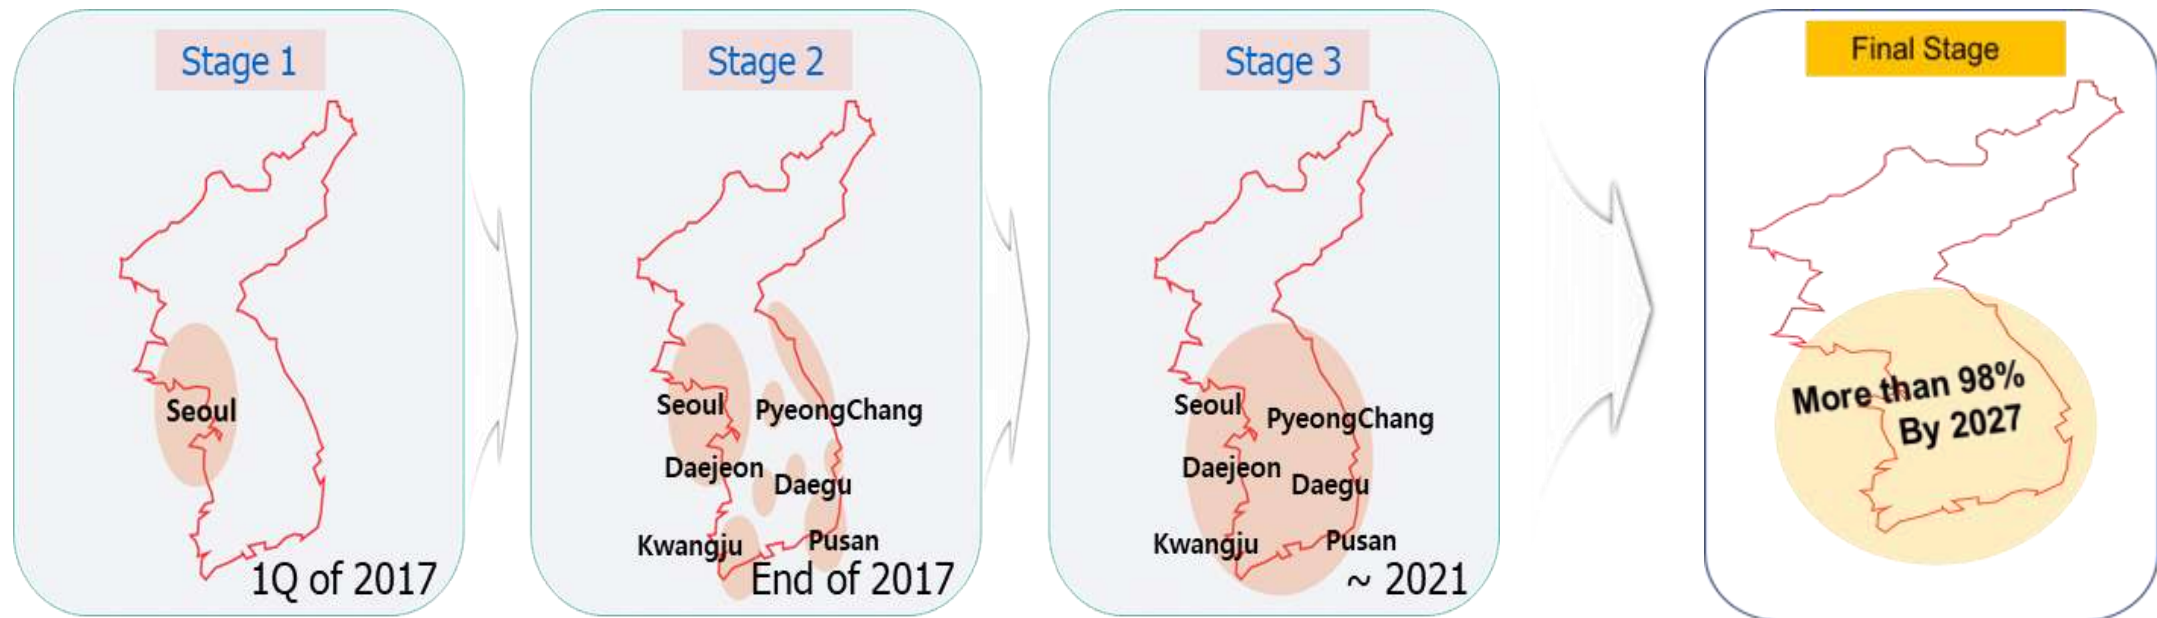 Stage 1
Seoul
1Q of 2017
Stage 2
Seoul
PyeongChang
Daejeon
Daegu
Kwangju
Pusan
End of 2017
Stage 3
Seoul
PyeongChang
Daejeon
Daegu
Kwangju
Pusan
~ 2021
Final Stage
More than 98%
By 2027